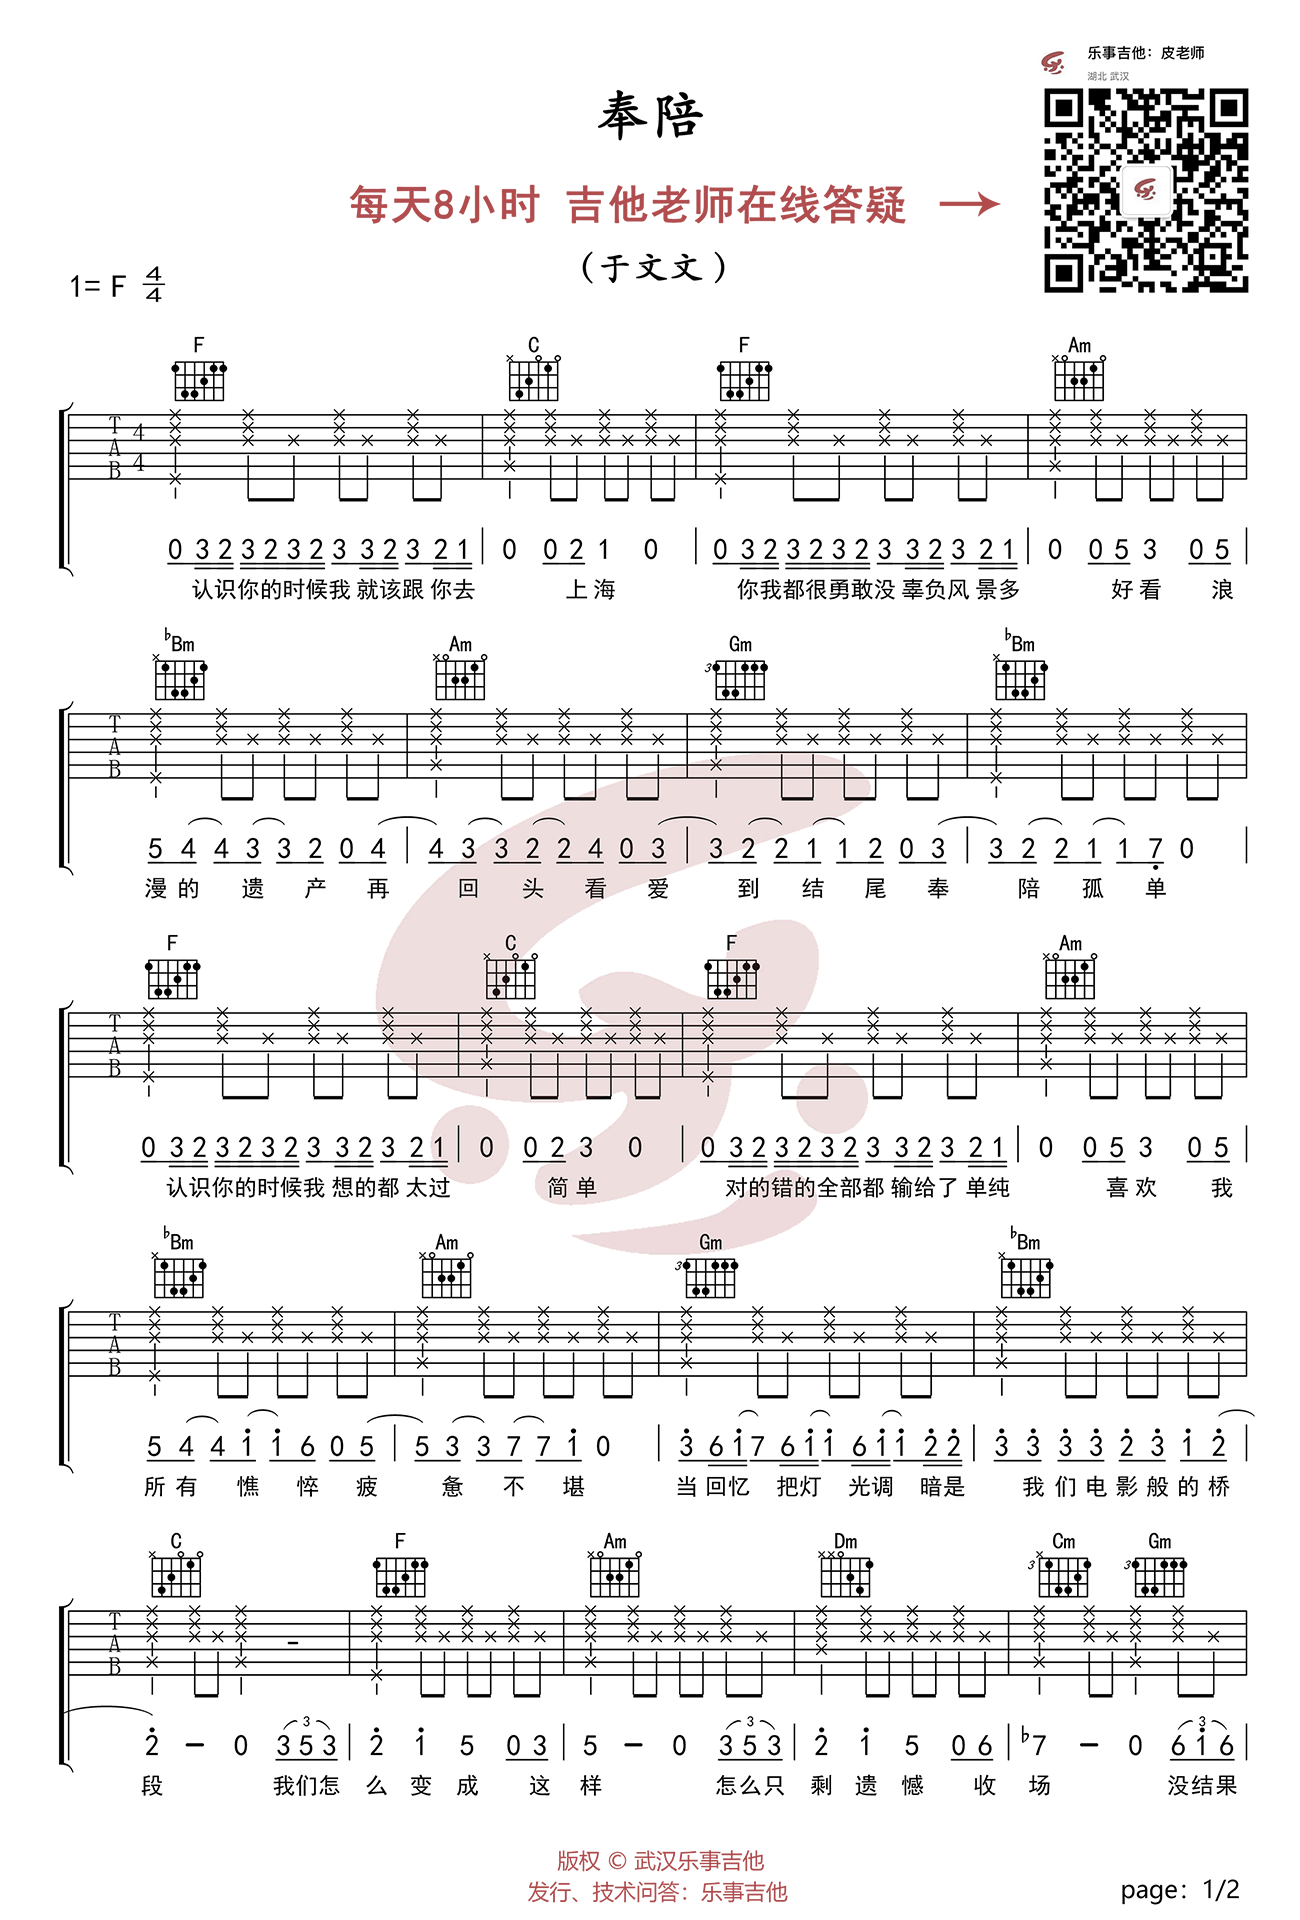 乐事吉他：皮老师
湖北 武汉
奉陪
每天8小时 吉他老师在线答疑 →
（于文文）
1= F 4/4
F C F Am
T A B 4 4
0 3 2 3 2 3 2 3 3 2 3 2 1 | 0 0 2 1 0 | 0 3 2 3 2 3 2 3 3 2 3 2 1 | 0 0 5 3 0 5 |
认识你的时候我 就该跟 你去 上海 你我都很勇敢没 辜负风 景多 好看 浪
♭Bm Am Gm ♭Bm
3
T A B
5 4 4 3 3 2 0 4 | 4 3 3 2 2 4 0 3 | 3 2 2 1 1 2 0 3 | 3 2 2 1 1 7̣ 0 |
漫的 遗 产 再 回 头 看 爱 到 结 尾 奉 陪 孤 单
F C F Am
T A B
0 3 2 3 2 3 2 3 3 2 3 2 1 | 0 0 2 3 0 | 0 3 2 3 2 3 2 3 3 2 3 2 1 | 0 0 5 3 0 5 |
认识你的时候我 想的都 太过 简单 对的错的全部都 输给了 单纯 喜欢 我
♭Bm Am Gm ♭Bm
3
T A B
5 4 4 1̇ 1̇ 6 0 5 | 5 3 3 7 7 1̇ 0 | 3̇ 6 1̇ 7 6 1̇ 1̇ 6 1̇ 1̇ 2̇ 2̇ | 3̇ 3̇ 3̇ 3̇ 2̇ 3̇ 1̇ 2̇ |
所有 憔 悴 疲 惫 不 堪 当回忆 把灯 光调 暗是 我们电影般的桥
C F Am Dm Cm Gm
3 3
T A B
2̇ – 0 3 5 3 | 2̇ 1̇ 5 0 3 | 5 – 0 3 5 3 | 2̇ 1̇ 5 0 6 | ♭7 – 0 6 1̇ 6 |
3 3 3
段 我们怎 么 变 成 这 样 怎么只 剩 遗 憾 收 场 没结果
版权 © 武汉乐事吉他
发行、技术问答：乐事吉他
page：1/2